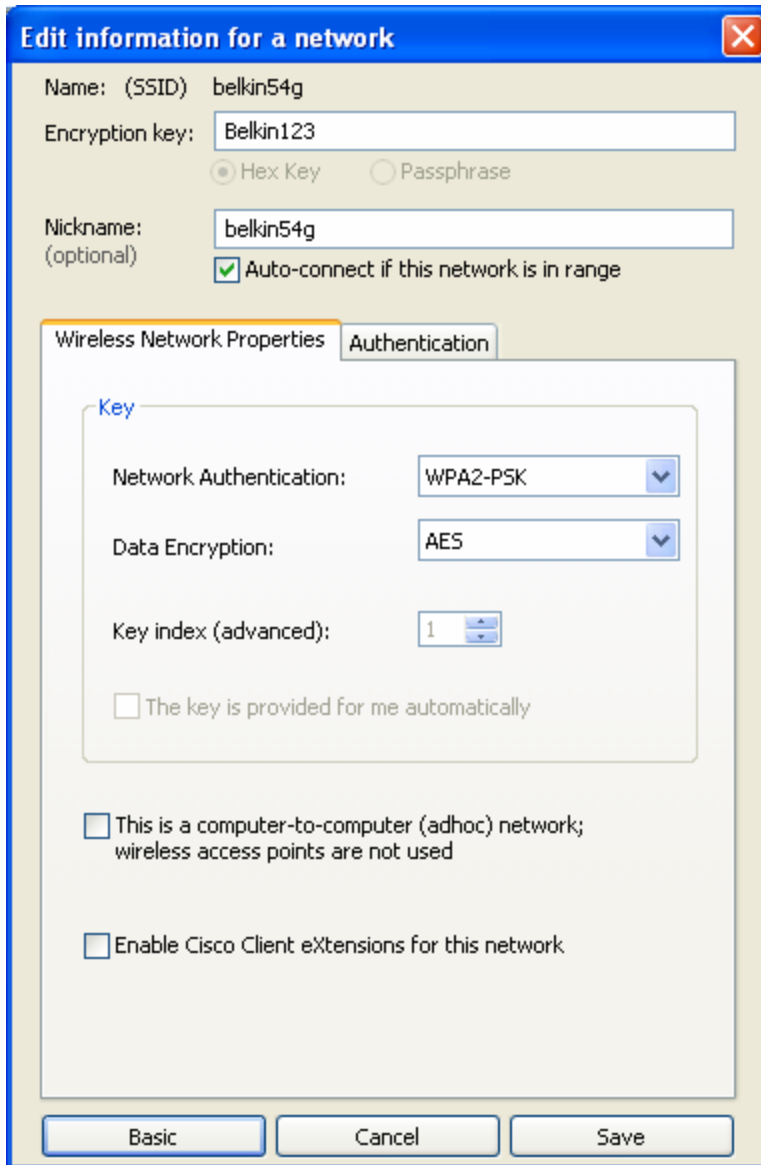 Edit information for a network
Name: (SSID) belkin54g
Encryption key: Belkin123
Hex Key Passphrase
Nickname: belkin54g
(optional)
Auto-connect if this network is in range
Wireless Network Properties Authentication
Key
Network Authentication: WPA2-PSK
Data Encryption: AES
Key index (advanced): 1
The key is provided for me automatically
This is a computer-to-computer (adhoc) network;
wireless access points are not used
Enable Cisco Client eXtensions for this network
Basic Cancel Save